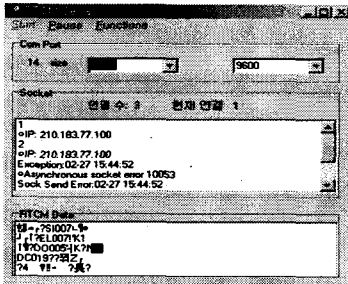 Start Pause Functions
Com Port
14 size
9600
Socket
연결 수: 3 현재 연결 1
1
IP: 210.183.77.100
2
IP: 210.183.77.100
Exception:02-27 15:44:52
Asynchronous socket error 10053
Sock Send Error:02-27 15:44:52
Data